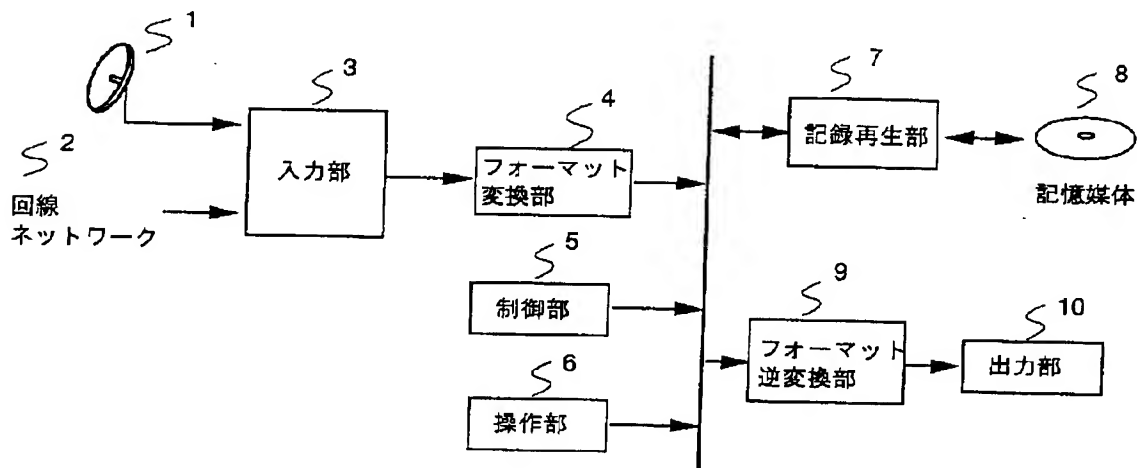 1
2
回線
ネットワーク
3
入力部
4
フォーマット
変換部
5
制御部
6
操作部
7
記録再生部
8
記憶媒体
9
フォーマット
逆変換部
10
出力部